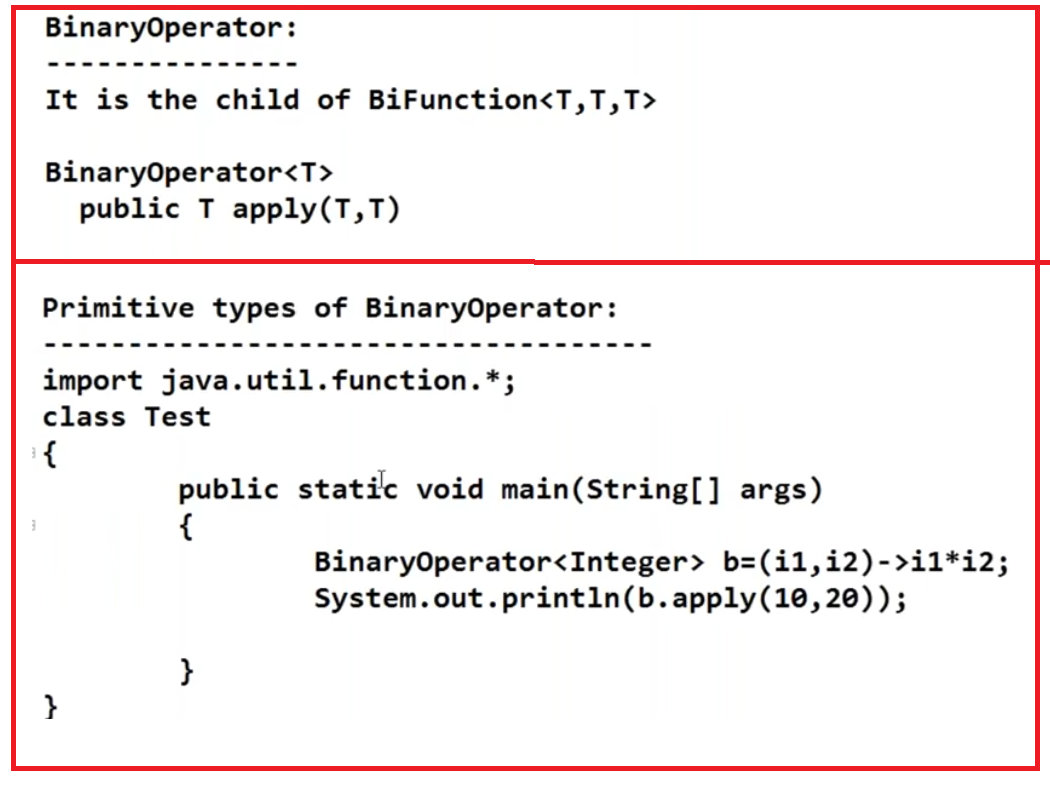 BinaryOperator:
---------------
It is the child of BiFunction<T,T,T>
BinaryOperator<T>
public T apply(T,T)
Primitive types of BinaryOperator:
------------------------------------
import java.util.function.*;
class Test
{
public static void main(String[] args)
{
BinaryOperator<Integer> b=(i1,i2)->i1*i2;
System.out.println(b.apply(10,20));
}
}